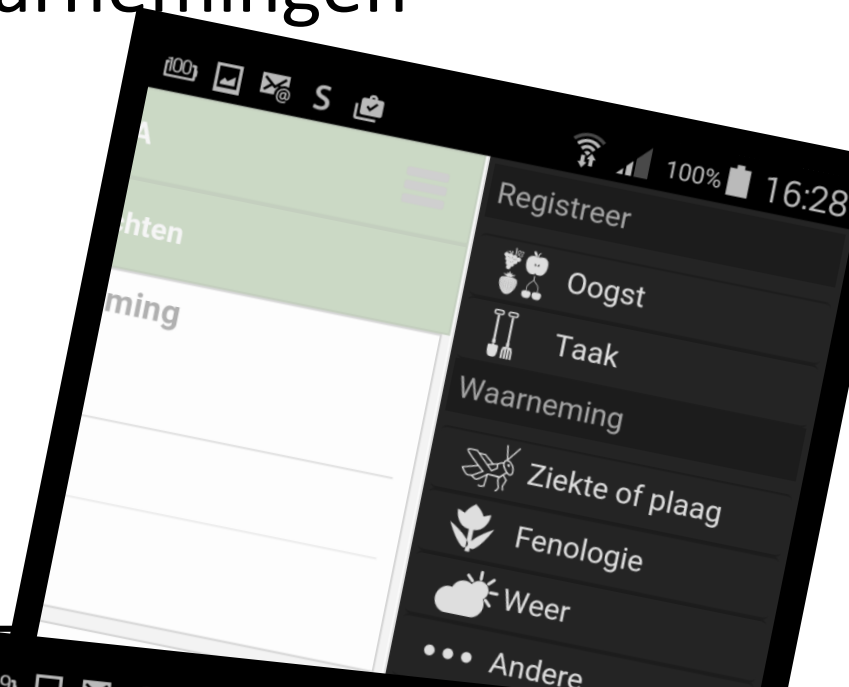 100%
16:28
Registreer
Oogst
Taak
Waarneming
Ziekte of plaag
Fenologie
Weer
Andere